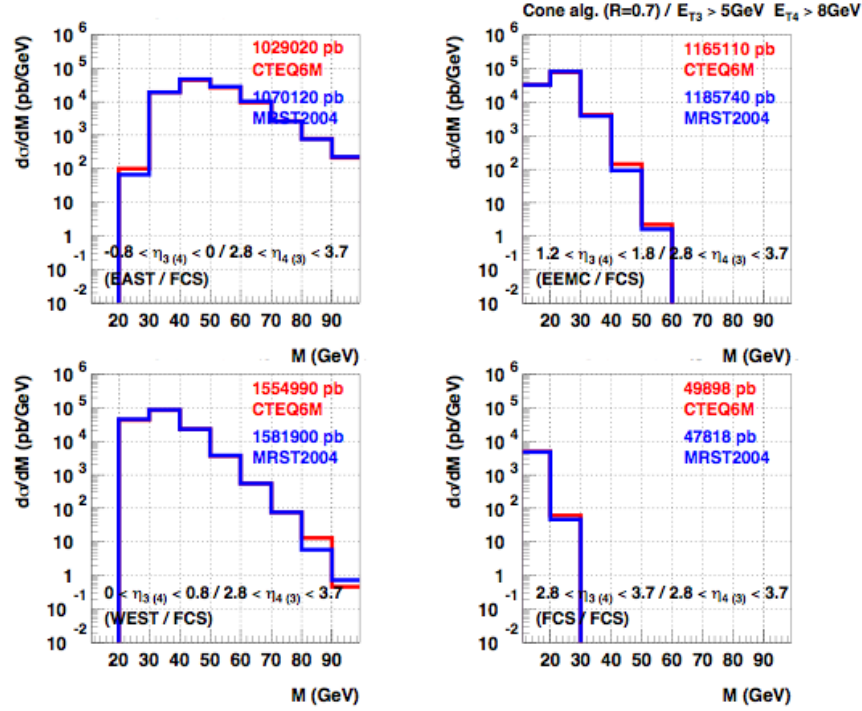 Cone alg. (R=0.7) / E_T3 > 5GeV E_T4 > 8GeV
dσ/dM (pb/GeV)
10^6
10^5
10^4
10^3
10^2
10
1
10^-1
10^-2
1029020 pb
CTEQ6M
1070120 pb
MRST2004
-0.8 < η_3 (4) < 0 / 2.8 < η_4 (3) < 3.7
(EAST / FCS)
20 30 40 50 60 70 80 90
M (GeV)
dσ/dM (pb/GeV)
10^6
10^5
10^4
10^3
10^2
10
1
10^-1
10^-2
1165110 pb
CTEQ6M
1185740 pb
MRST2004
1.2 < η_3 (4) < 1.8 / 2.8 < η_4 (3) < 3.7
(EEMC / FCS)
20 30 40 50 60 70 80 90
M (GeV)
dσ/dM (pb/GeV)
10^6
10^5
10^4
10^3
10^2
10
1
10^-1
10^-2
1554990 pb
CTEQ6M
1581900 pb
MRST2004
0 < η_3 (4) < 0.8 / 2.8 < η_4 (3) < 3.7
(WEST / FCS)
20 30 40 50 60 70 80 90
M (GeV)
dσ/dM (pb/GeV)
10^6
10^5
10^4
10^3
10^2
10
1
10^-1
10^-2
49898 pb
CTEQ6M
47818 pb
MRST2004
2.8 < η_3 (4) < 3.7 / 2.8 < η_4 (3) < 3.7
(FCS / FCS)
20 30 40 50 60 70 80 90
M (GeV)